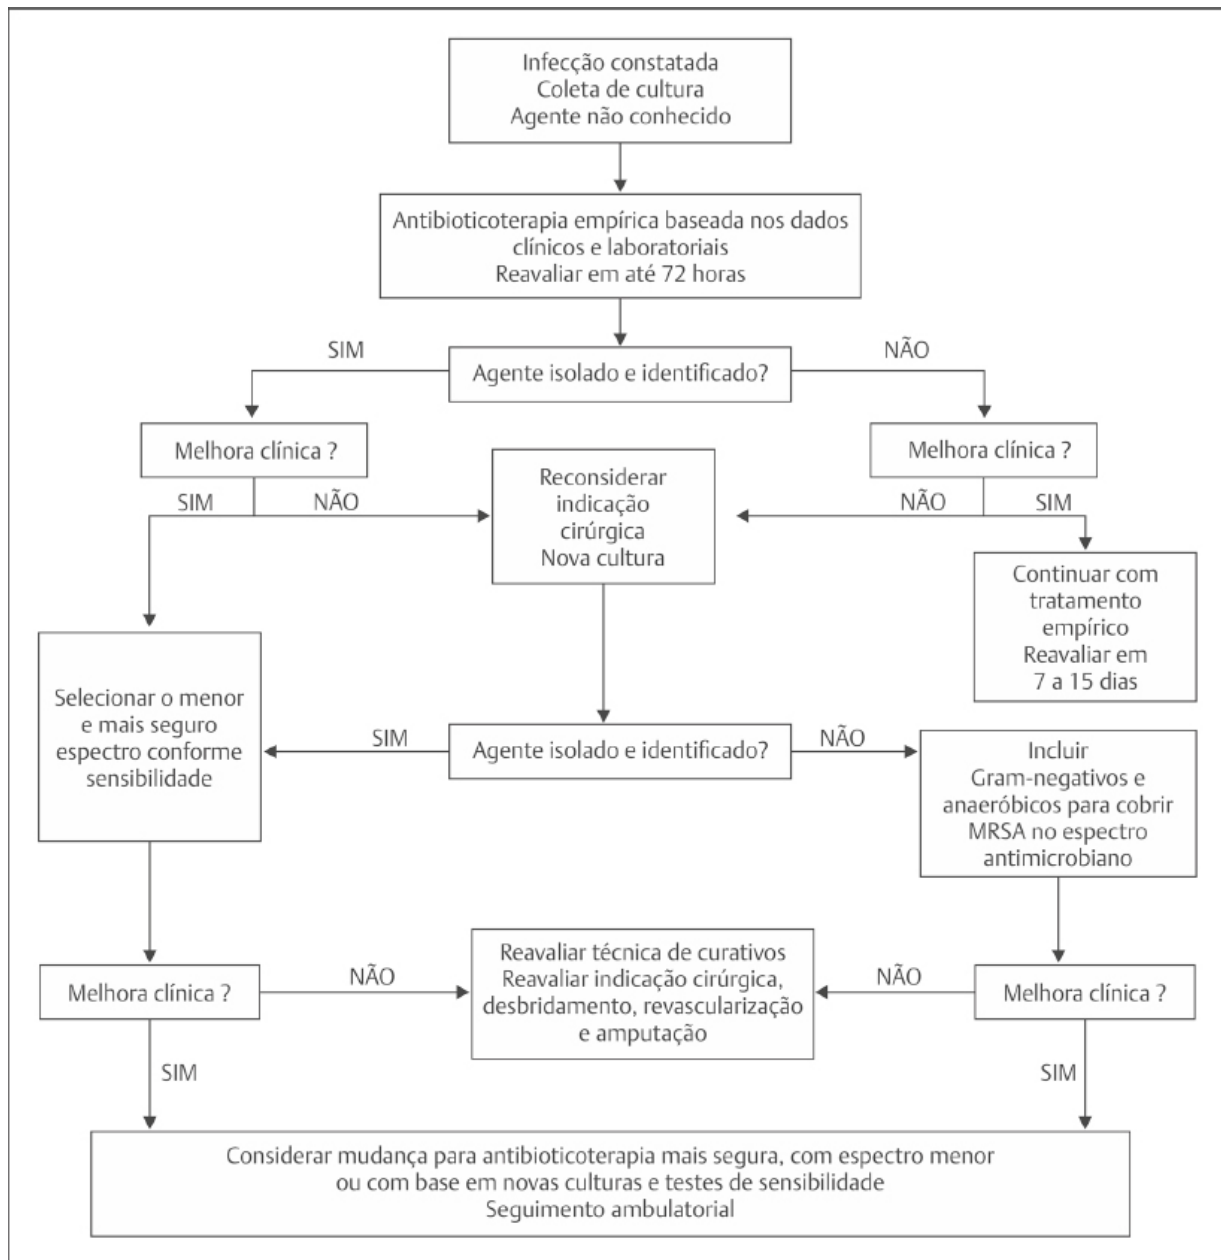 Infecção constatada
Coleta de cultura
Agente não conhecido
Antibioticoterapia empírica baseada nos dados
clínicos e laboratoriais
Reavaliar em até 72 horas
SIM
NÃO
Agente isolado e identificado?
Melhora clínica ?
Melhora clínica ?
SIM
NÃO
Reconsiderar
indicação
cirúrgica
Nova cultura
NÃO
SIM
Continuar com
tratamento
empírico
Reavaliar em
7 a 15 dias
Selecionar o menor
e mais seguro
espectro conforme
sensibilidade
SIM
Agente isolado e identificado?
NÃO
Incluir
Gram-negativos e
anaeróbicos para cobrir
MRSA no espectro
antimicrobiano
Melhora clínica ?
NÃO
Reavaliar técnica de curativos
Reavaliar indicação cirúrgica,
desbridamento, revascularização
e amputação
NÃO
Melhora clínica ?
SIM
SIM
Considerar mudança para antibioticoterapia mais segura, com espectro menor
ou com base em novas culturas e testes de sensibilidade
Seguimento ambulatorial